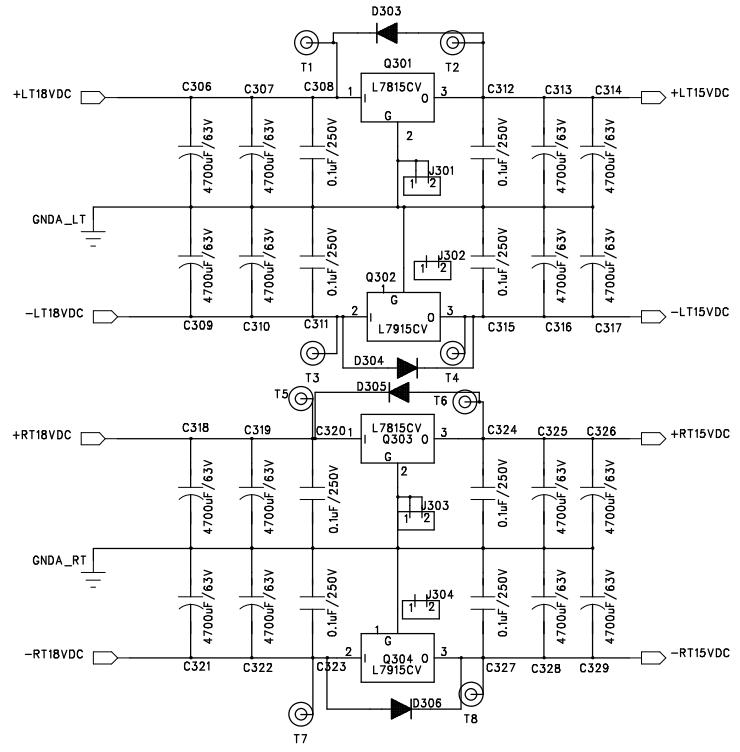 D303
T1
T2
Q301
+LT18VDC
C306
C307
C308
1
L7815CV
I
O
3
C312
C313
C314
+LT15VDC
G
2
4700uF/63V
4700uF/63V
0.1uF/250V
0.1uF/250V
4700uF/63V
4700uF/63V
J301
1 2
GNDA_LT
4700uF/63V
4700uF/63V
0.1uF/250V
J302
1 2
0.1uF/250V
4700uF/63V
4700uF/63V
Q302
1
G
-LT18VDC
C309
C310
C311
2
I
O
3
L7915CV
C315
C316
C317
-LT15VDC
T3
D304
T4
D305
T5
T6
+RT18VDC
C318
C319
C320
1
L7815CV
I
Q303
O
3
C324
C325
C326
+RT15VDC
G
2
4700uF/63V
4700uF/63V
0.1uF/250V
0.1uF/250V
4700uF/63V
4700uF/63V
J303
1 2
GNDA_RT
4700uF/63V
4700uF/63V
0.1uF/250V
J304
1 2
0.1uF/250V
4700uF/63V
4700uF/63V
1
G
-RT18VDC
C321
C322
C323
2
I
Q304
O
3
L7915CV
C327
C328
C329
-RT15VDC
D306
T7
T8